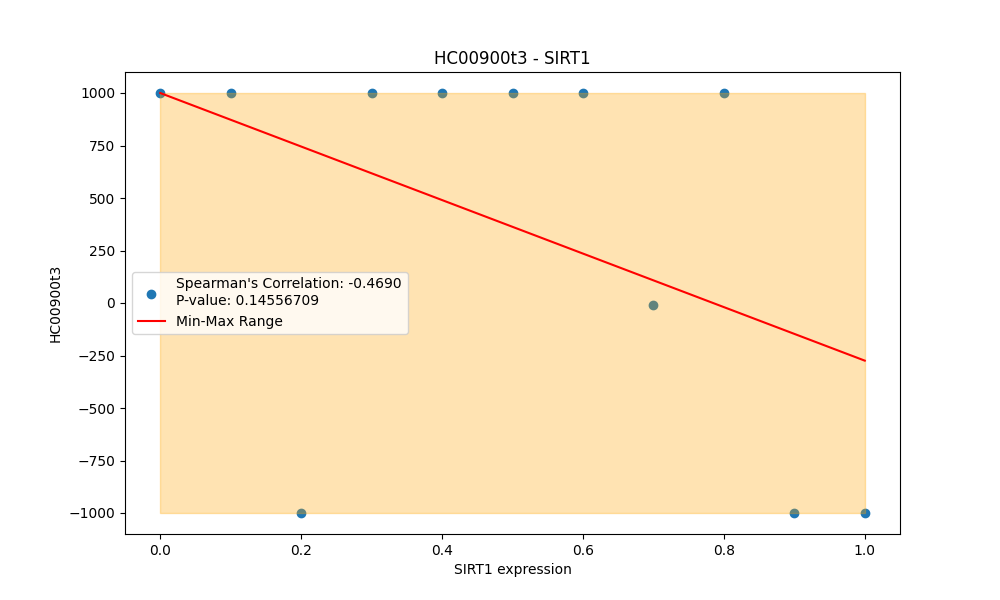 HC00900t3 - SIRT1
1000
750
500
250
0
−250
−500
−750
−1000
HC00900t3
Spearman's Correlation: -0.4690
P-value: 0.14556709
Min-Max Range
0.0 0.2 0.4 0.6 0.8 1.0
SIRT1 expression